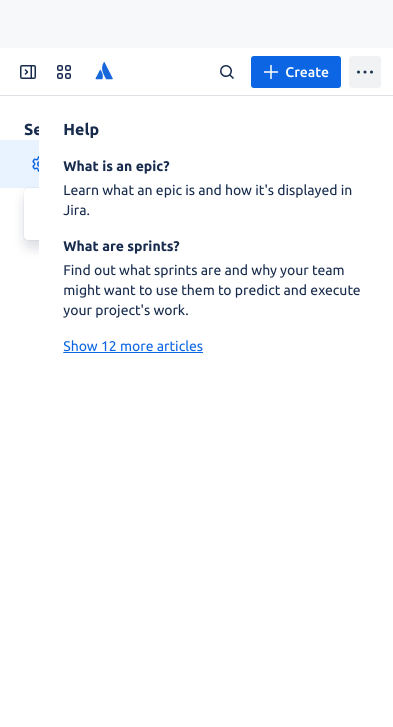 Create
Se
Help
What is an epic?
Learn what an epic is and how it's displayed in
Jira.
What are sprints?
Find out what sprints are and why your team
might want to use them to predict and execute
your project's work.
Show 12 more articles